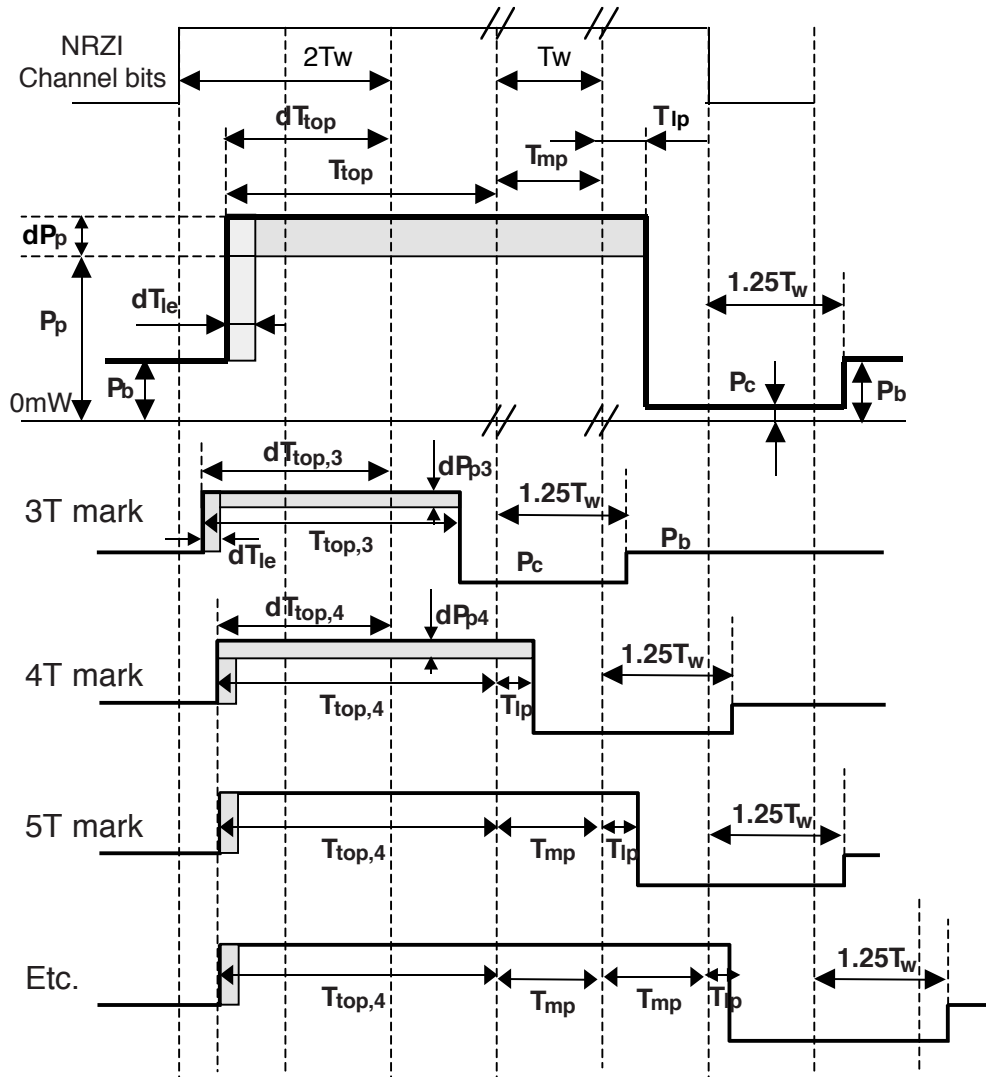 NRZI
Channel bits
2Tw
Tw
dTtop
Tlp
Ttop
Tmp
dPp
dTle
1.25Tw
Pp
Pb
Pc
Pb
0mW
dTtop,3
dPp3
1.25Tw
3T mark
Ttop,3
Pb
dTle
Pc
dTtop,4
dPp4
1.25Tw
4T mark
Ttop,4
Tlp
5T mark
1.25Tw
Ttop,4
Tmp
Tlp
Etc.
1.25Tw
Ttop,4
Tmp
Tmp
Tlp